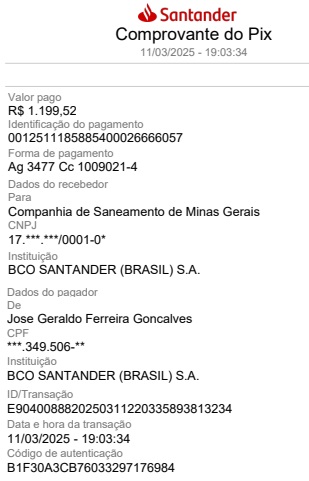 Santander
Comprovante do Pix
11/03/2025 - 19:03:34
Valor pago
R$ 1.199,52
Identificação do pagamento
0012511185885400026666057
Forma de pagamento
Ag 3477 Cc 1009021-4
Dados do recebedor
Para
Companhia de Saneamento de Minas Gerais
CNPJ
17.***.***/0001-0*
Instituição
BCO SANTANDER (BRASIL) S.A.
Dados do pagador
De
Jose Geraldo Ferreira Goncalves
CPF
***.349.506-**
Instituição
BCO SANTANDER (BRASIL) S.A.
ID/Transação
E9040088820250311220335893813234
Data e hora da transação
11/03/2025 - 19:03:34
Código de autenticação
B1F30A3CB76033297176984